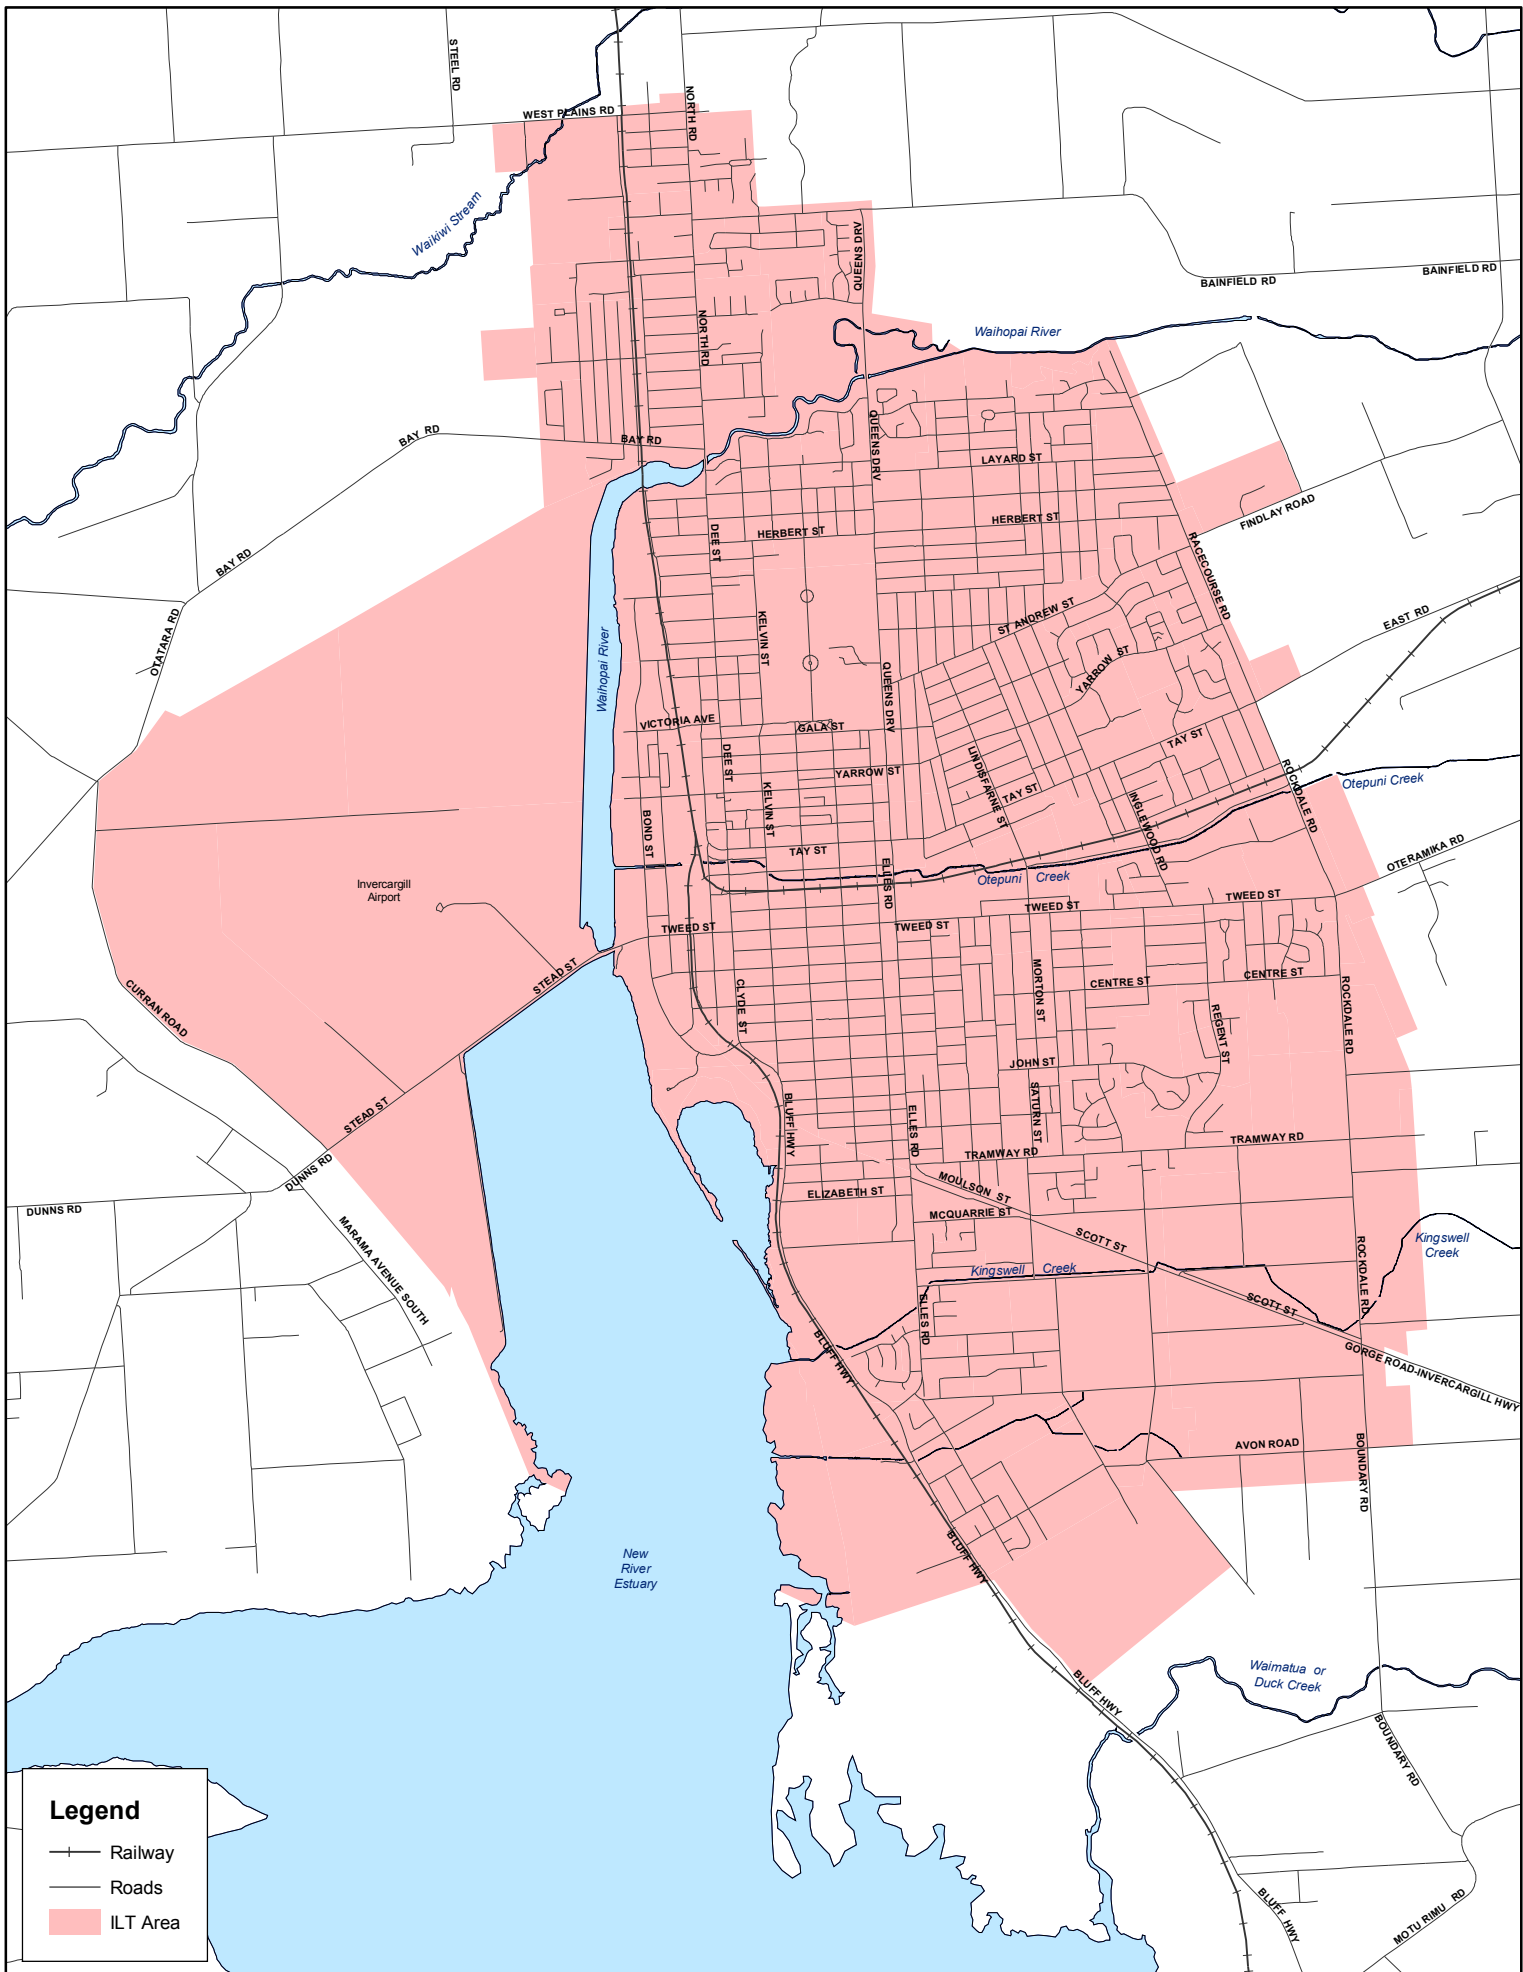 STEEL RD
WEST PLAINS RD
NORTH RD
Waikiwi Stream
QUEENS DRV
BAINFIELD RD
BAINFIELD RD
NORTH RD
Waihopai River
BAY RD
BAY RD
QUEENS DRV
LAYARD ST
FINDLAY ROAD
HERBERT ST
HERBERT ST
DEE ST
BAY RD
RACECOURSE RD
OTATARA RD
KELVIN ST
ST ANDREW ST
EAST RD
Waihopai River
YARROW ST
QUEENS DRV
VICTORIA AVE
GALA ST
TAY ST
DEE ST
YARROW ST
LINDISFARNE ST
TAY ST
ROCKDALE RD
Otepuni Creek
KELVIN ST
INGLEWOOD RD
BOND ST
TAY ST
OTERAMIKA RD
ELLES RD
Otepuni Creek
Invercargill
Airport
TWEED ST
TWEED ST
TWEED ST
TWEED ST
STEAD ST
CLYDE ST
MORTON ST
CENTRE ST
CENTRE ST
CURRAN ROAD
REGENT ST
ROCKDALE RD
JOHN ST
STEAD ST
BLUFF HWY
SATURN ST
ELLES RD
TRAMWAY RD
TRAMWAY RD
DUNNS RD
DUNNS RD
ELIZABETH ST
MOULSON ST
MCQUARRIE ST
MARAMA AVENUE SOUTH
SCOTT ST
Kingswell
Creek
ROCKDALE RD
Kingswell Creek
SCOTT ST
ELLES RD
BLUFF HWY
GORGE ROAD-INVERCARGILL HWY
AVON ROAD
BOUNDARY RD
New
River
Estuary
BLUFF HWY
Waimatua or
Duck Creek
BLUFF HWY
BOUNDARY RD
Legend
Railway
Roads
ILT Area
BLUFF HWY
MOTU RIMU RD